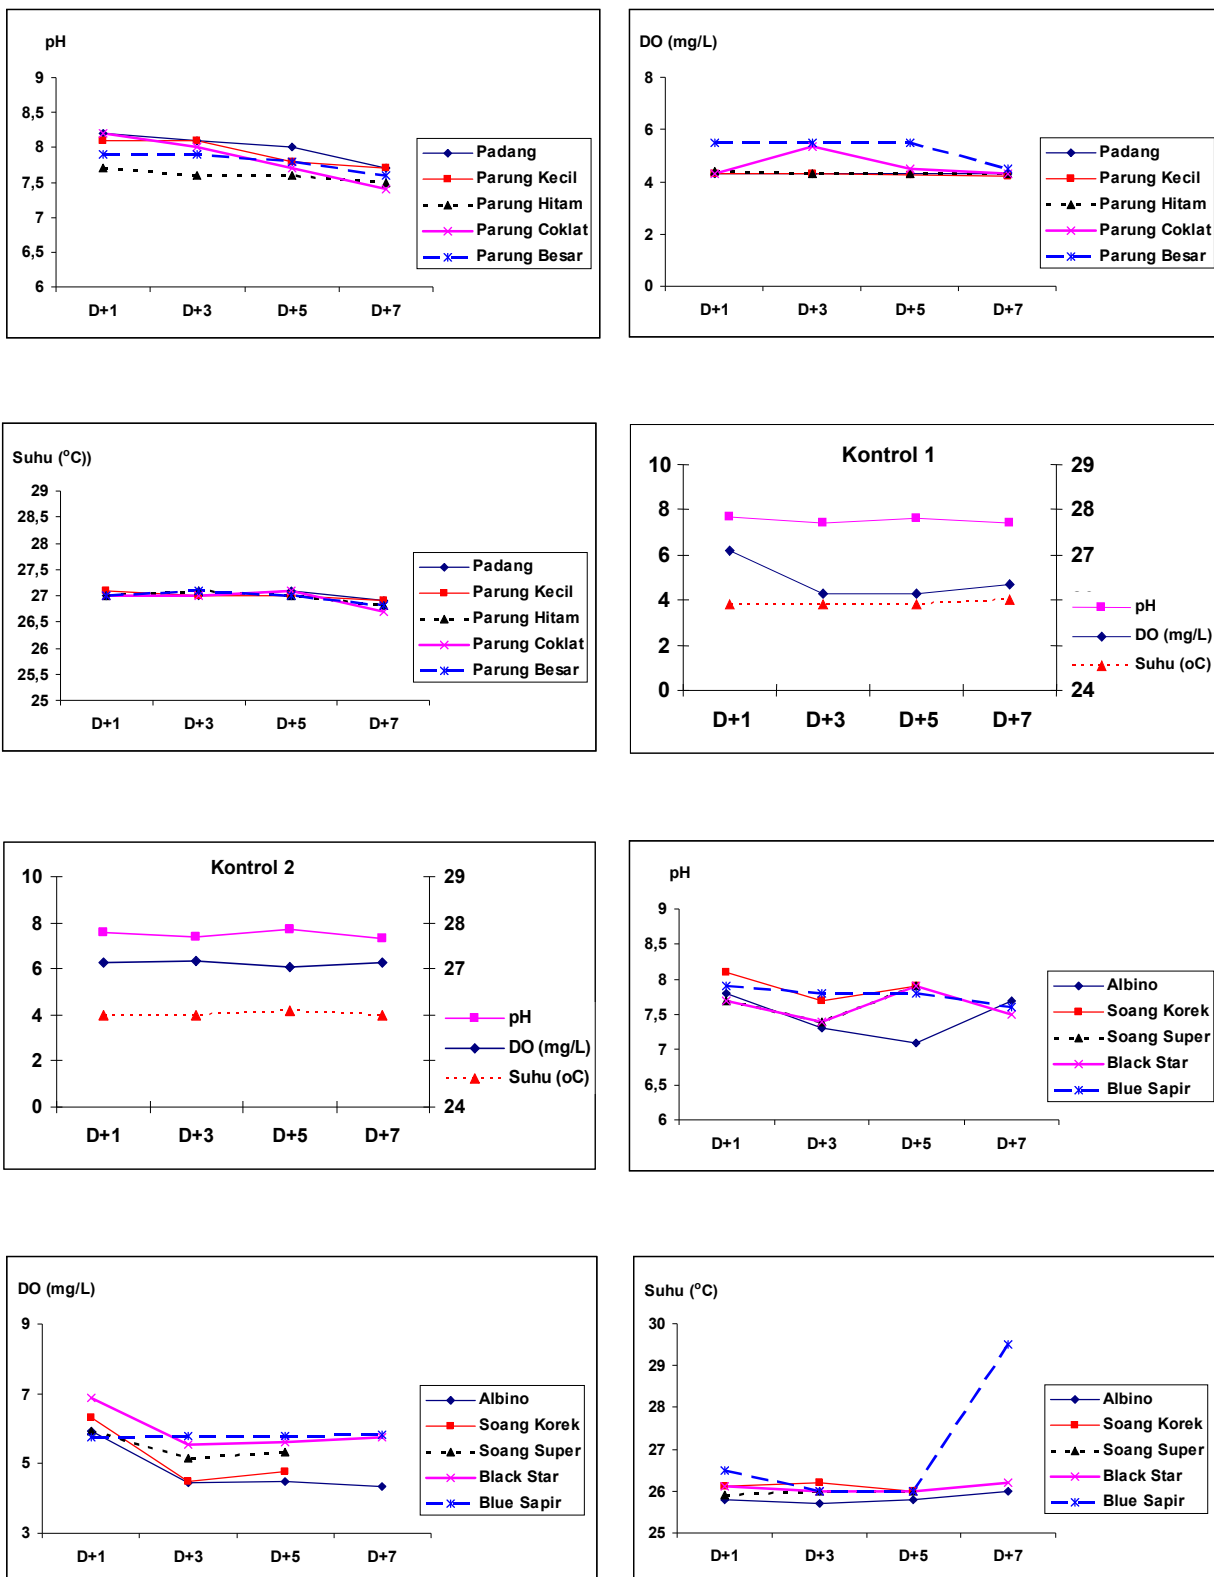 pH
9
8,5
8
7,5
7
6,5
6
D+1 D+3 D+5 D+7
Padang
Parung Kecil
Parung Hitam
Parung Coklat
Parung Besar
DO (mg/L)
8
6
4
2
0
D+1 D+3 D+5 D+7
Padang
Parung Kecil
Parung Hitam
Parung Coklat
Parung Besar
Suhu (oC))
29
28,5
28
27,5
27
26,5
26
25,5
25
D+1 D+3 D+5 D+7
Padang
Parung Kecil
Parung Hitam
Parung Coklat
Parung Besar
Kontrol 1
10 29
8 28
6 27
4
2
0 24
D+1 D+3 D+5 D+7
pH
DO (mg/L)
Suhu (oC)
Kontrol 2
10 29
8 28
6 27
4
2
0 24
D+1 D+3 D+5 D+7
pH
DO (mg/L)
Suhu (oC)
pH
9
8,5
8
7,5
7
6,5
6
D+1 D+3 D+5 D+7
Albino
Soang Korek
Soang Super
Black Star
Blue Sapir
DO (mg/L)
9
7
5
3
D+1 D+3 D+5 D+7
Albino
Soang Korek
Soang Super
Black Star
Blue Sapir
Suhu (oC)
30
29
28
27
26
25
D+1 D+3 D+5 D+7
Albino
Soang Korek
Soang Super
Black Star
Blue Sapir